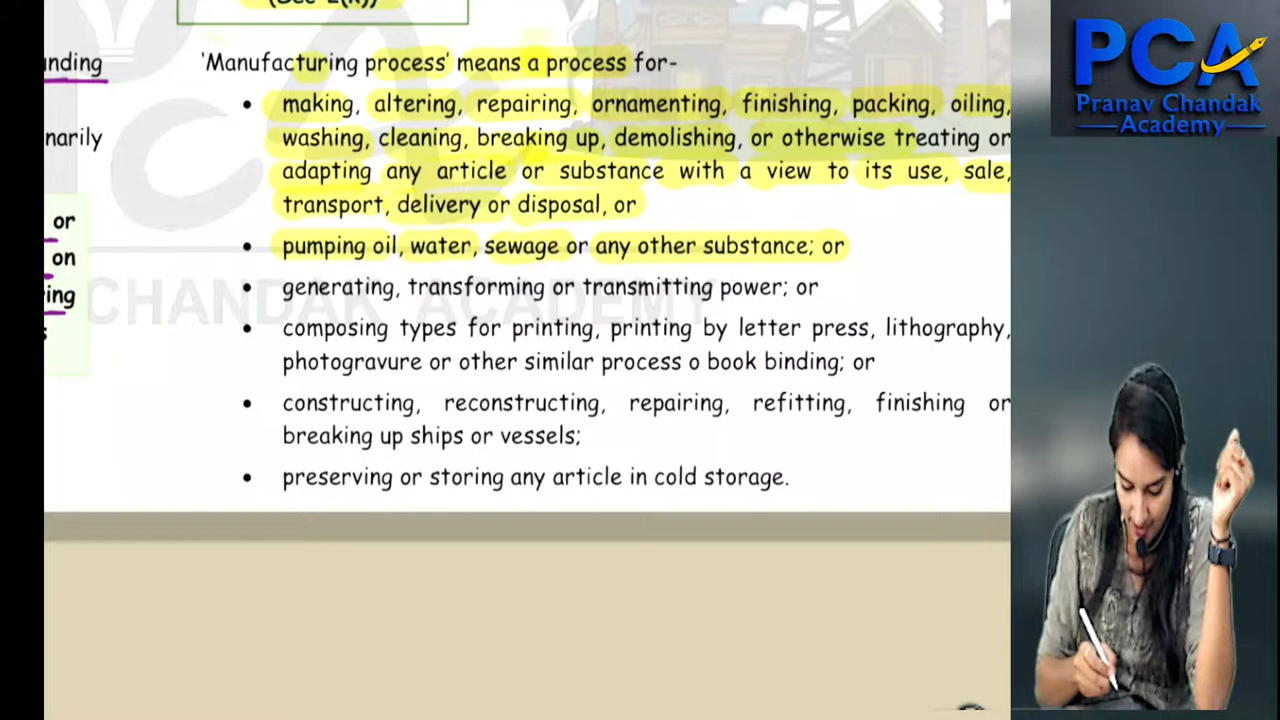 (Sec 2(k))
'Manufacturing process' means a process for-
• making, altering, repairing, ornamenting, finishing, packing, oiling,
washing, cleaning, breaking up, demolishing, or otherwise treating or
adapting any article or substance with a view to its use, sale,
transport, delivery or disposal, or
• pumping oil, water, sewage or any other substance; or
• generating, transforming or transmitting power; or
• composing types for printing, printing by letter press, lithography,
photogravure or other similar process o book binding; or
• constructing, reconstructing, repairing, refitting, finishing or
breaking up ships or vessels;
• preserving or storing any article in cold storage.
or
on
CHANDAK ACADEMY
PCA
Pranav Chandak
Academy